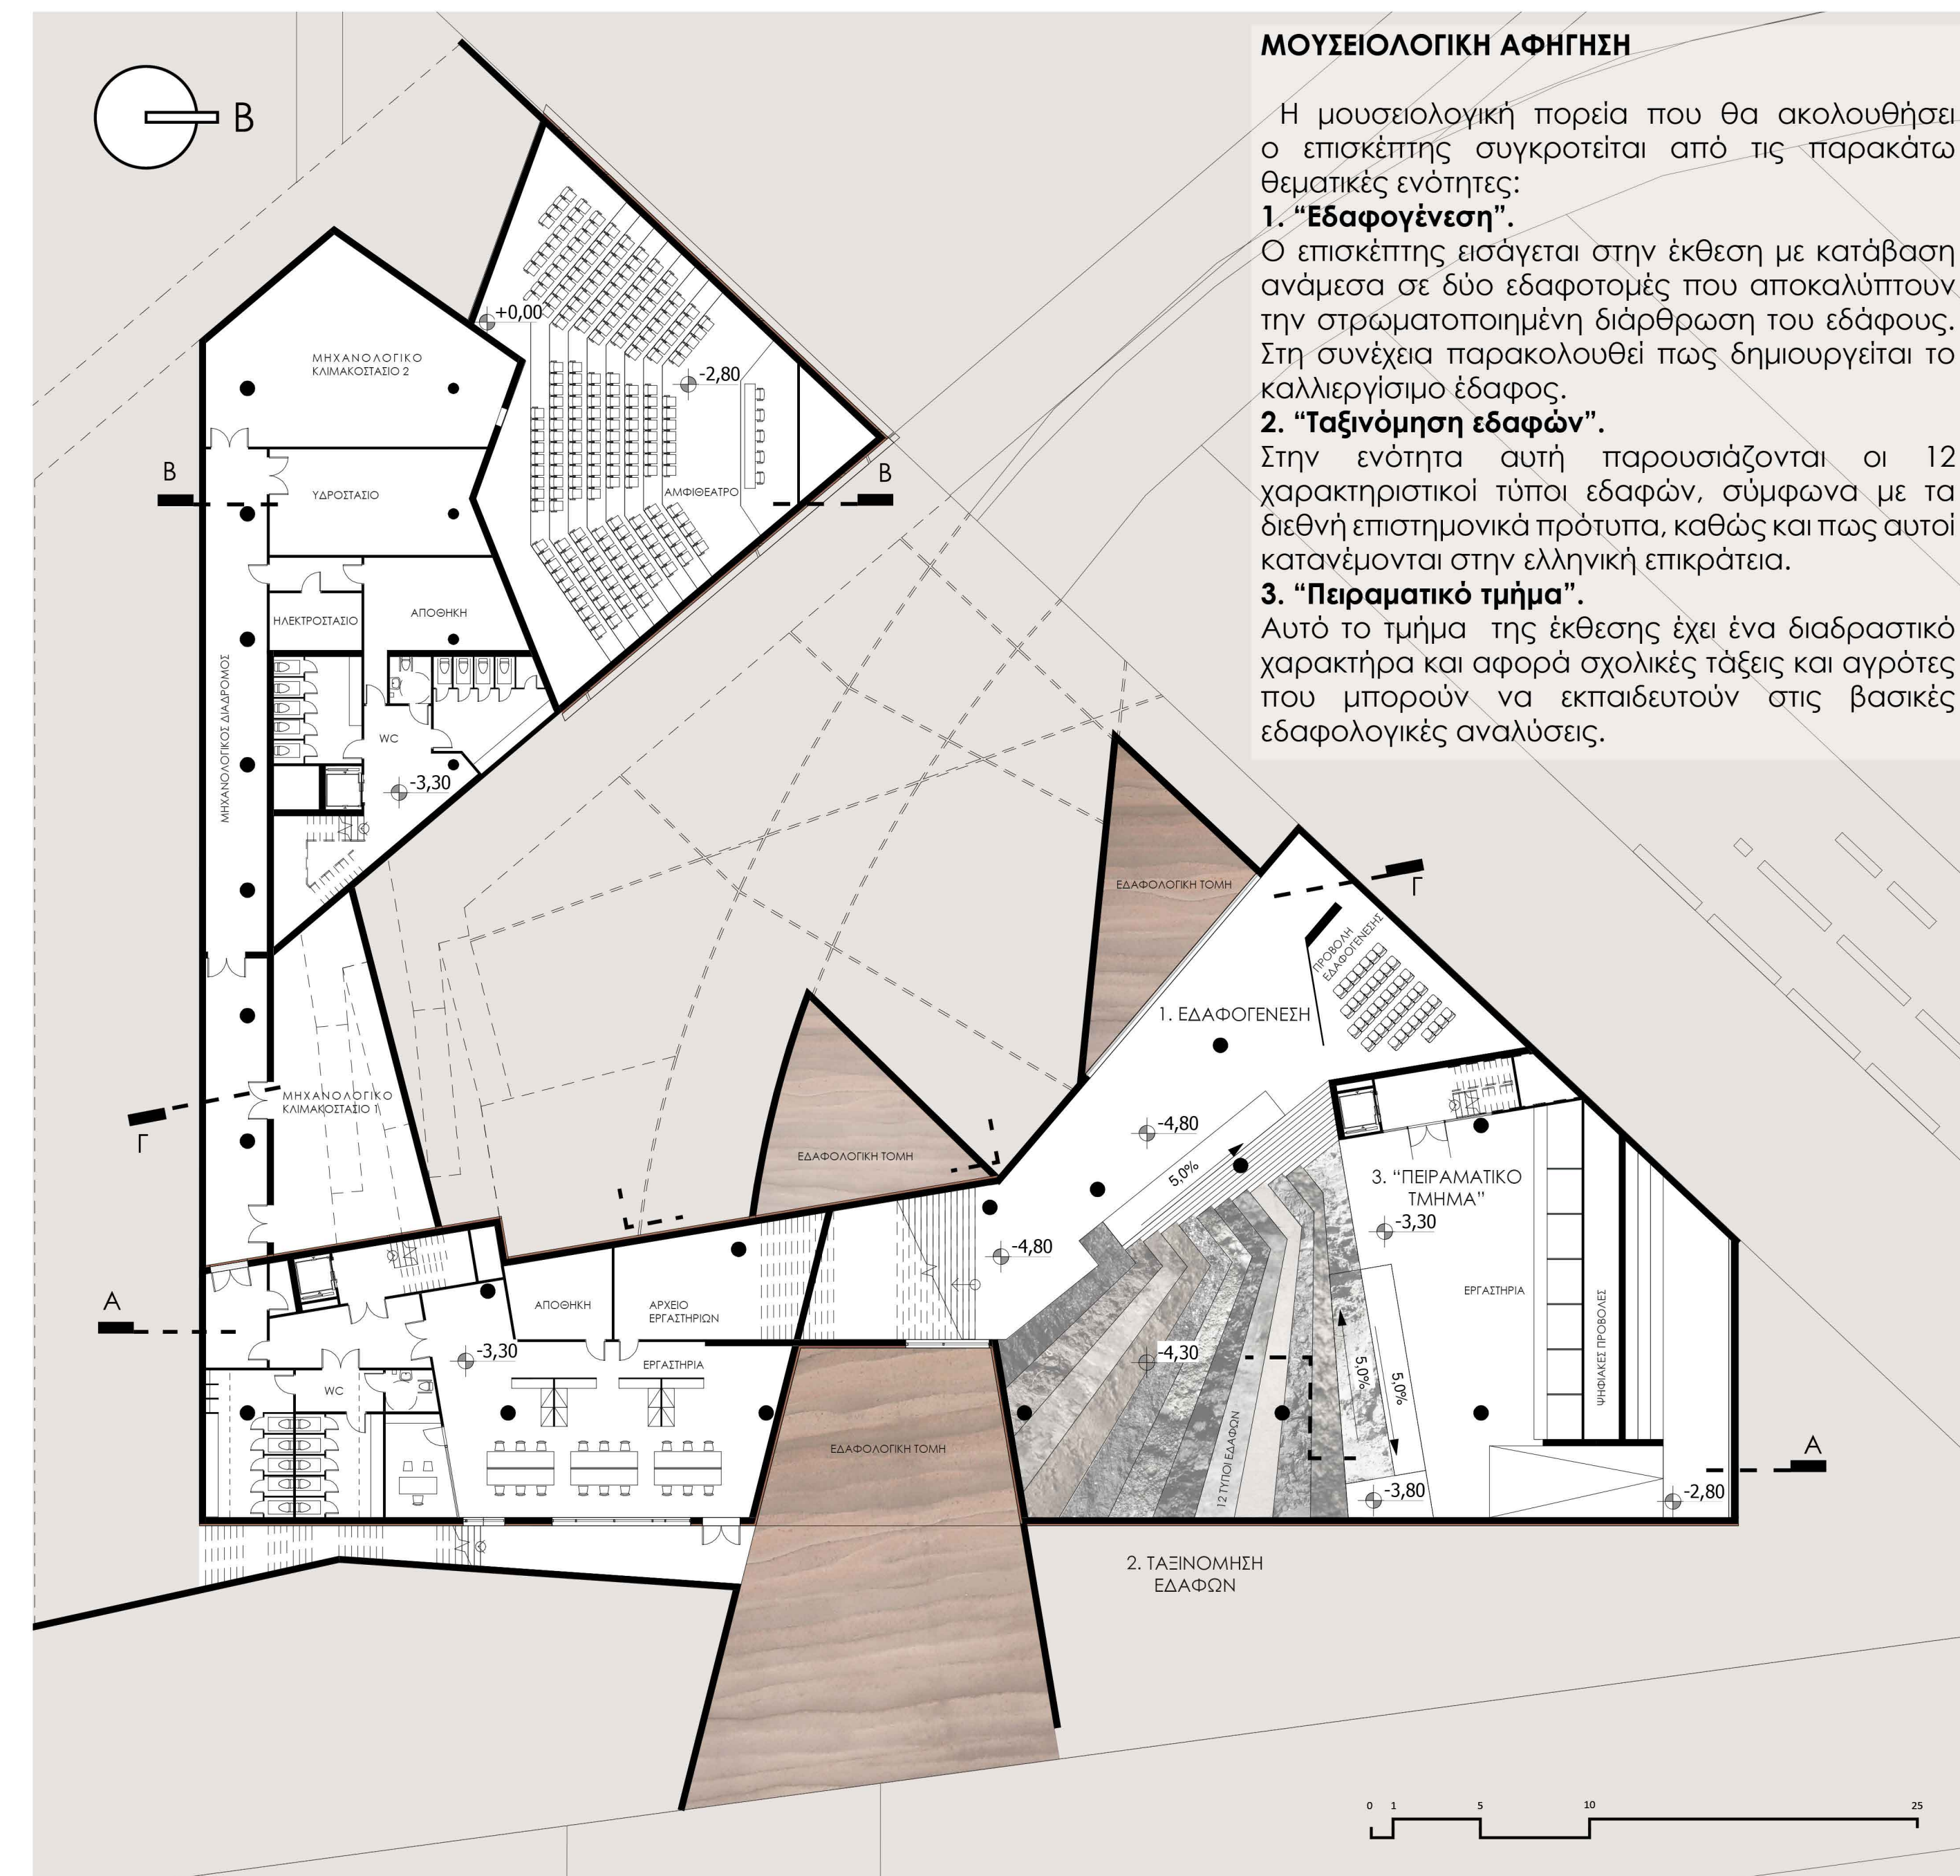 ΜΟΥΣΕΙΟΛΟΓΙΚΗ ΑΦΗΓΗΣΗ
Η μουσειολογική πορεία που θα ακολουθήσει
ο επισκέπτης συγκροτείται από τις παρακάτω
θεματικές ενότητες:
1. “Εδαφογένεση”.
Ο επισκέπτης εισάγεται στην έκθεση με κατάβαση
ανάμεσα σε δύο εδαφοτομές που αποκαλύπτουν
την στρωματοποιημένη διάρθρωση του εδάφους.
Στη συνέχεια παρακολουθεί πως δημιουργείται το
καλλιεργίσιμο έδαφος.
2. “Ταξινόμηση εδαφών”.
Στην ενότητα αυτή παρουσιάζονται οι 12
χαρακτηριστικοί τύποι εδαφών, σύμφωνα με τα
διεθνή επιστημονικά πρότυπα, καθώς και πως αυτοί
κατανέμονται στην ελληνική επικράτεια.
3. “Πειραματικό τμήμα”.
Αυτό το τμήμα της έκθεσης έχει ένα διαδραστικό
χαρακτήρα και αφορά σχολικές τάξεις και αγρότες
που μπορούν να εκπαιδευτούν στις βασικές
εδαφολογικές αναλύσεις.
Β
+0,00
ΜΗΧΑΝΟΛΟΓΙΚΟ
ΚΛΙΜΑΚΟΣΤΑΣΙΟ 2
-2,80
Β
Β
ΥΔΡΟΣΤΑΣΙΟ
ΑΜΦΙΘΕΑΤΡΟ
ΗΛΕΚΤΡΟΣΤΑΣΙΟ
ΑΠΟΘΗΚΗ
ΜΗΧΑΝΟΛΟΓΙΚΟΣ ΔΙΑΔΡΟΜΟΣ
WC
-3,30
ΕΔΑΦΟΛΟΓΙΚΗ ΤΟΜΗ
Γ
ΠΡΟΒΟΛΗ
ΕΔΑΦΟΓΕΝΕΣΗΣ
1. ΕΔΑΦΟΓΕΝΕΣΗ
ΜΗΧΑΝΟΛΟΓΙΚΟ
ΚΛΙΜΑΚΟΣΤΑΣΙΟ 1
Γ
-4,80
ΕΔΑΦΟΛΟΓΙΚΗ ΤΟΜΗ
5,0%
3. “ΠΕΙΡΑΜΑΤΙΚΟ
ΤΜΗΜΑ”
-3,30
-4,80
Α
ΑΠΟΘΗΚΗ
ΑΡΧΕΙΟ
ΕΡΓΑΣΤΗΡΙΩΝ
ΕΡΓΑΣΤΗΡΙΑ
ΨΗΦΙΑΚΕΣ ΠΡΟΒΟΛΕΣ
-3,30
ΕΡΓΑΣΤΗΡΙΑ
-4,30
5,0%
5,0%
WC
ΕΔΑΦΟΛΟΓΙΚΗ ΤΟΜΗ
12 ΤΥΠΟΙ ΕΔΑΦΩΝ
Α
-3,80
-2,80
2. ΤΑΞΙΝΟΜΗΣΗ
ΕΔΑΦΩΝ
0 1 5 10 25